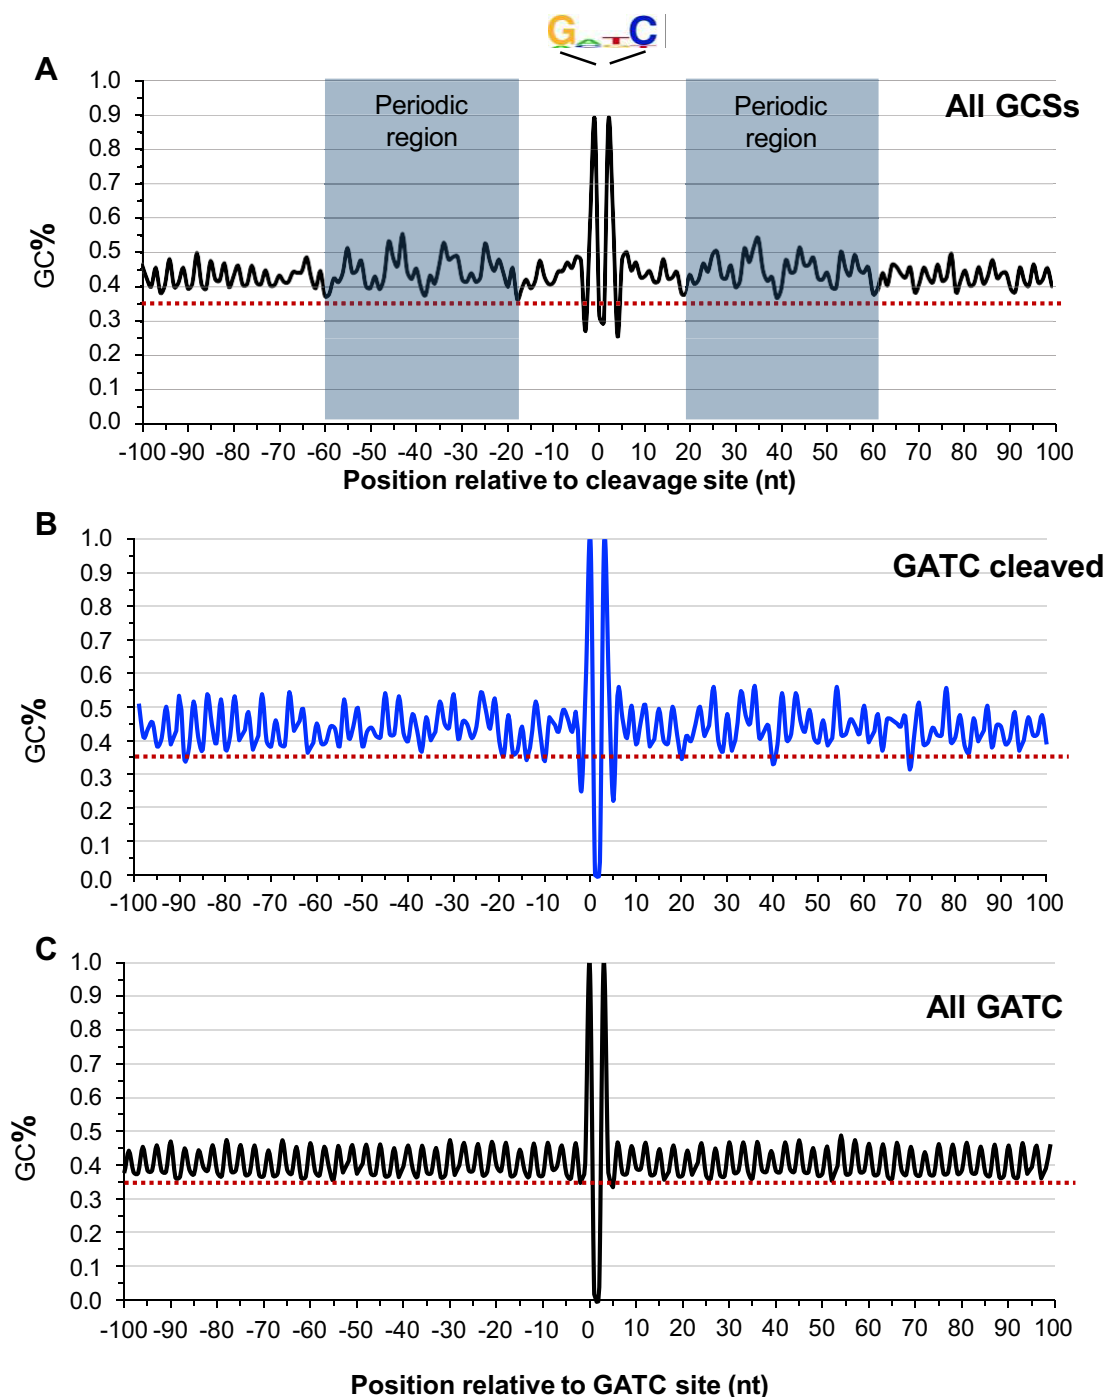 GATC
A
1.0
0.9
0.8
0.7
0.6
0.5
0.4
0.3
0.2
0.1
0.0
GC%
Periodic
region
Periodic
region
All GCSs
-100 -90 -80 -70 -60 -50 -40 -30 -20 -10 0 10 20 30 40 50 60 70 80 90 100
Position relative to cleavage site (nt)
B
1.0
0.9
0.8
0.7
0.6
0.5
0.4
0.3
0.2
0.1
0.0
GC%
GATC cleaved
-100 -90 -80 -70 -60 -50 -40 -30 -20 -10 0 10 20 30 40 50 60 70 80 90 100
C
1.0
0.9
0.8
0.7
0.6
0.5
0.4
0.3
0.2
0.1
0.0
GC%
All GATC
-100 -90 -80 -70 -60 -50 -40 -30 -20 -10 0 10 20 30 40 50 60 70 80 90 100
Position relative to GATC site (nt)